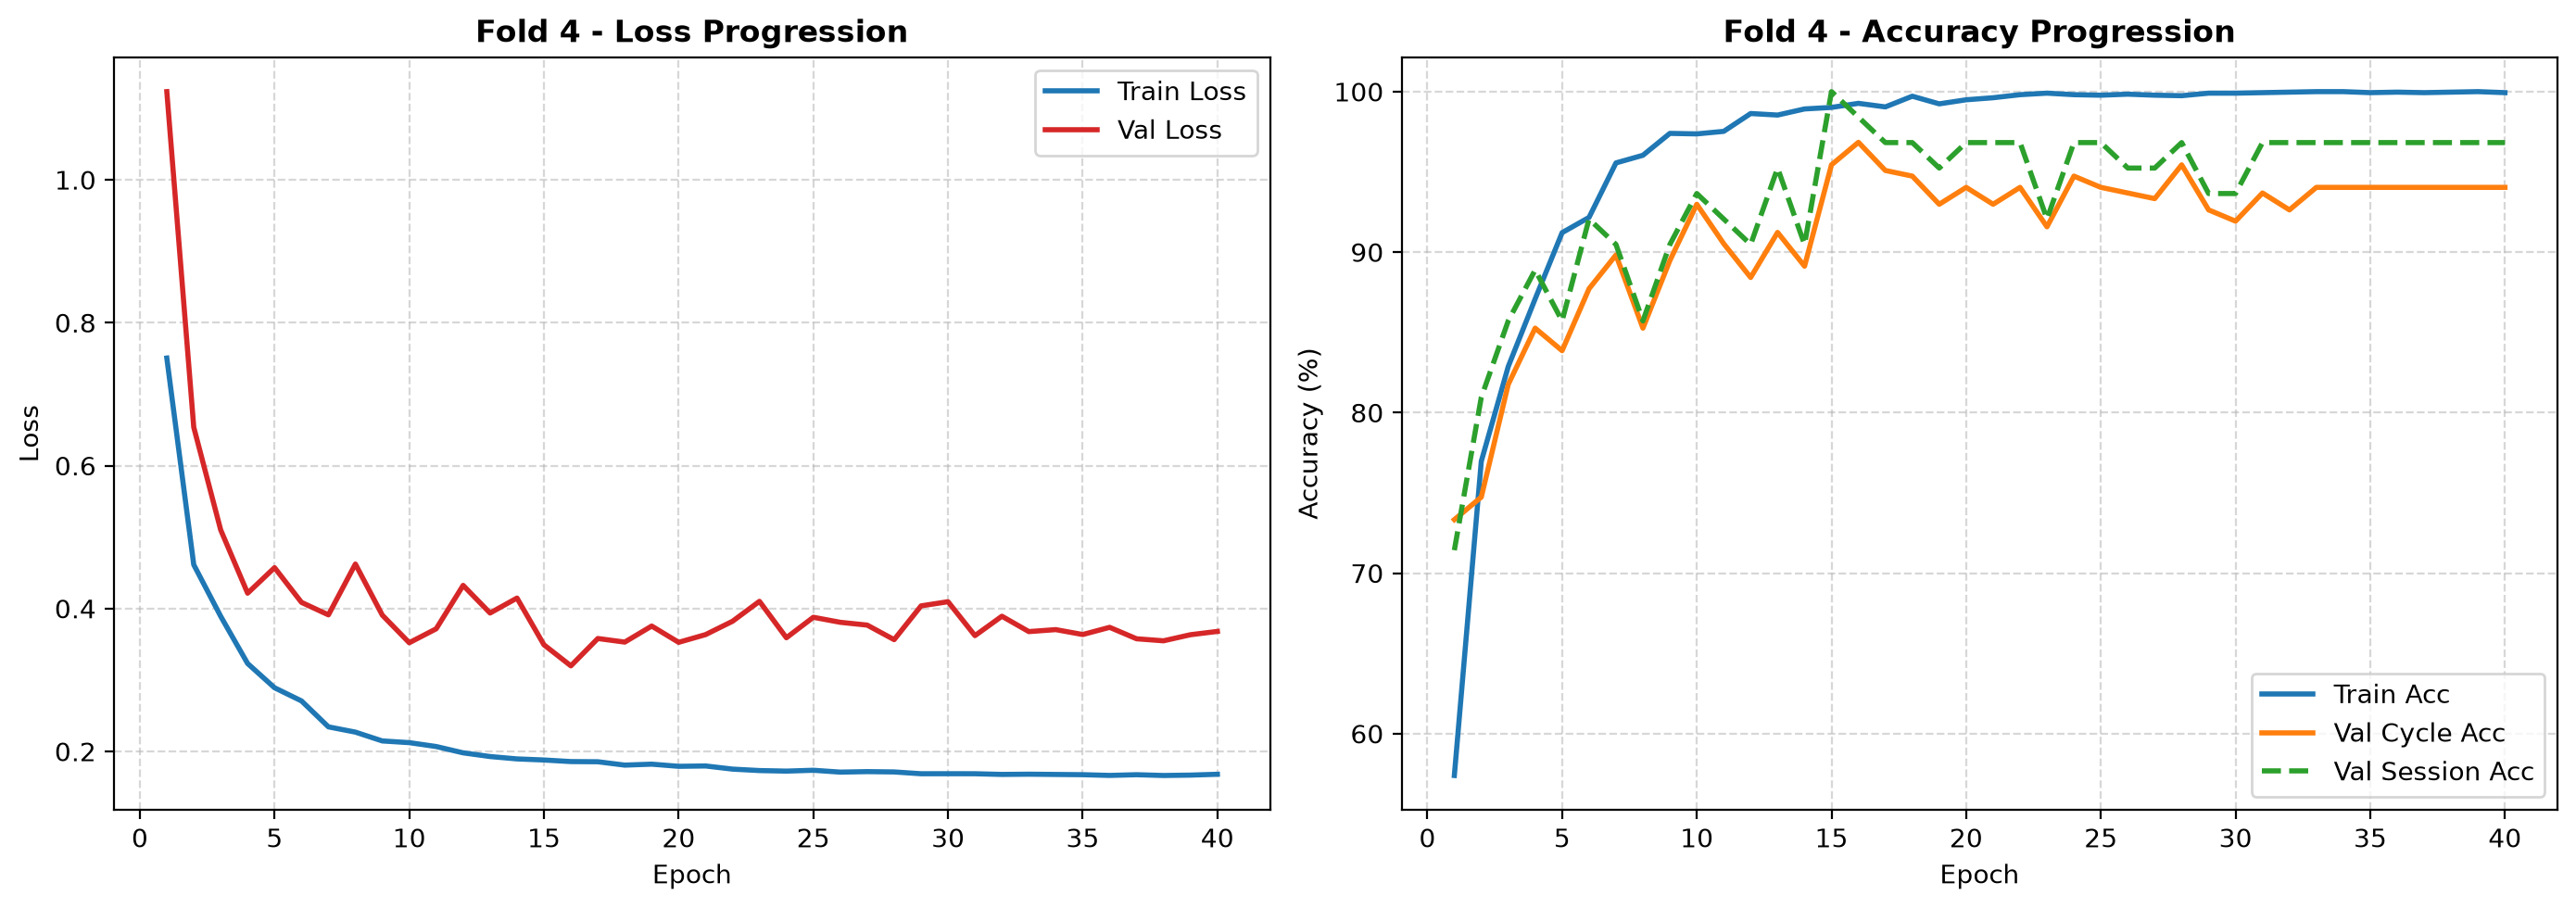 Fold 4 - Loss Progression
Train Loss
Val Loss
1.0
0.8
0.6
0.4
0.2
Loss
0 5 10 15 20 25 30 35 40
Epoch
Fold 4 - Accuracy Progression
100
90
80
70
60
Accuracy (%)
Train Acc
Val Cycle Acc
Val Session Acc
0 5 10 15 20 25 30 35 40
Epoch